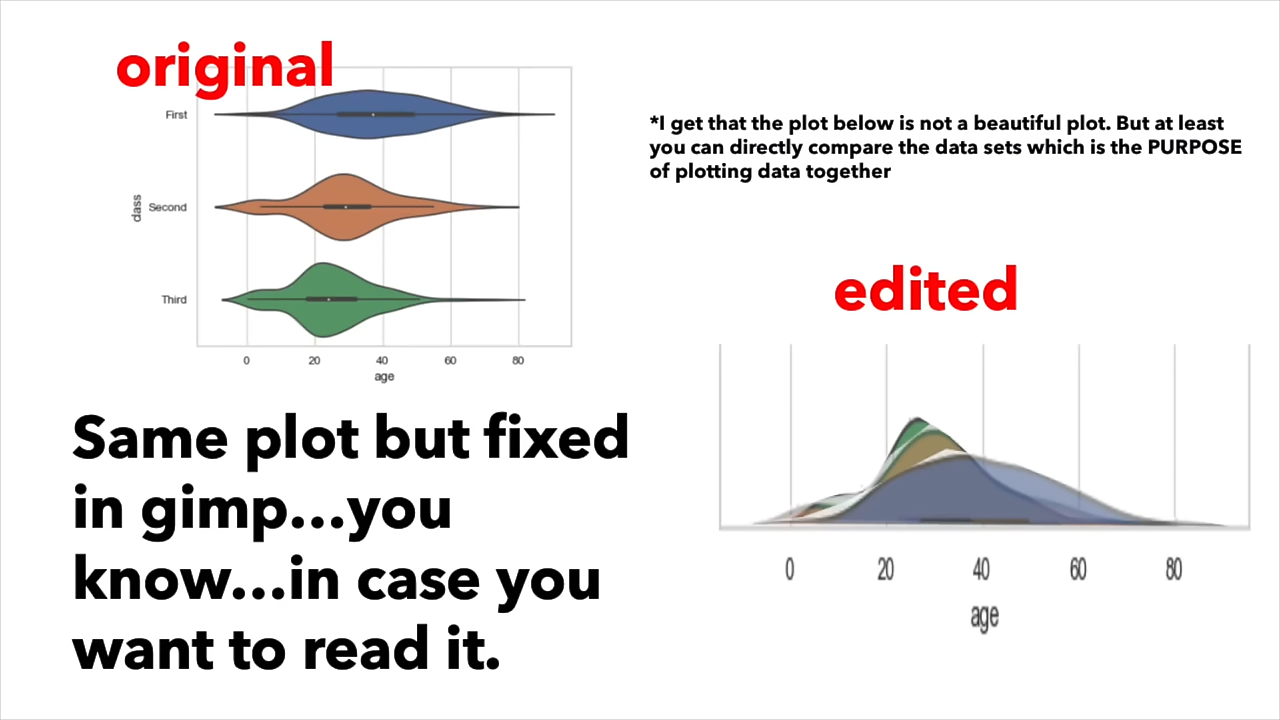 original
First
Second
Third
class
0 20 40 60 80
age
*I get that the plot below is not a beautiful plot. But at least
you can directly compare the data sets which is the PURPOSE
of plotting data together
edited
0 20 40 60 80
age
Same plot but fixed
in gimp...you
know...in case you
want to read it.